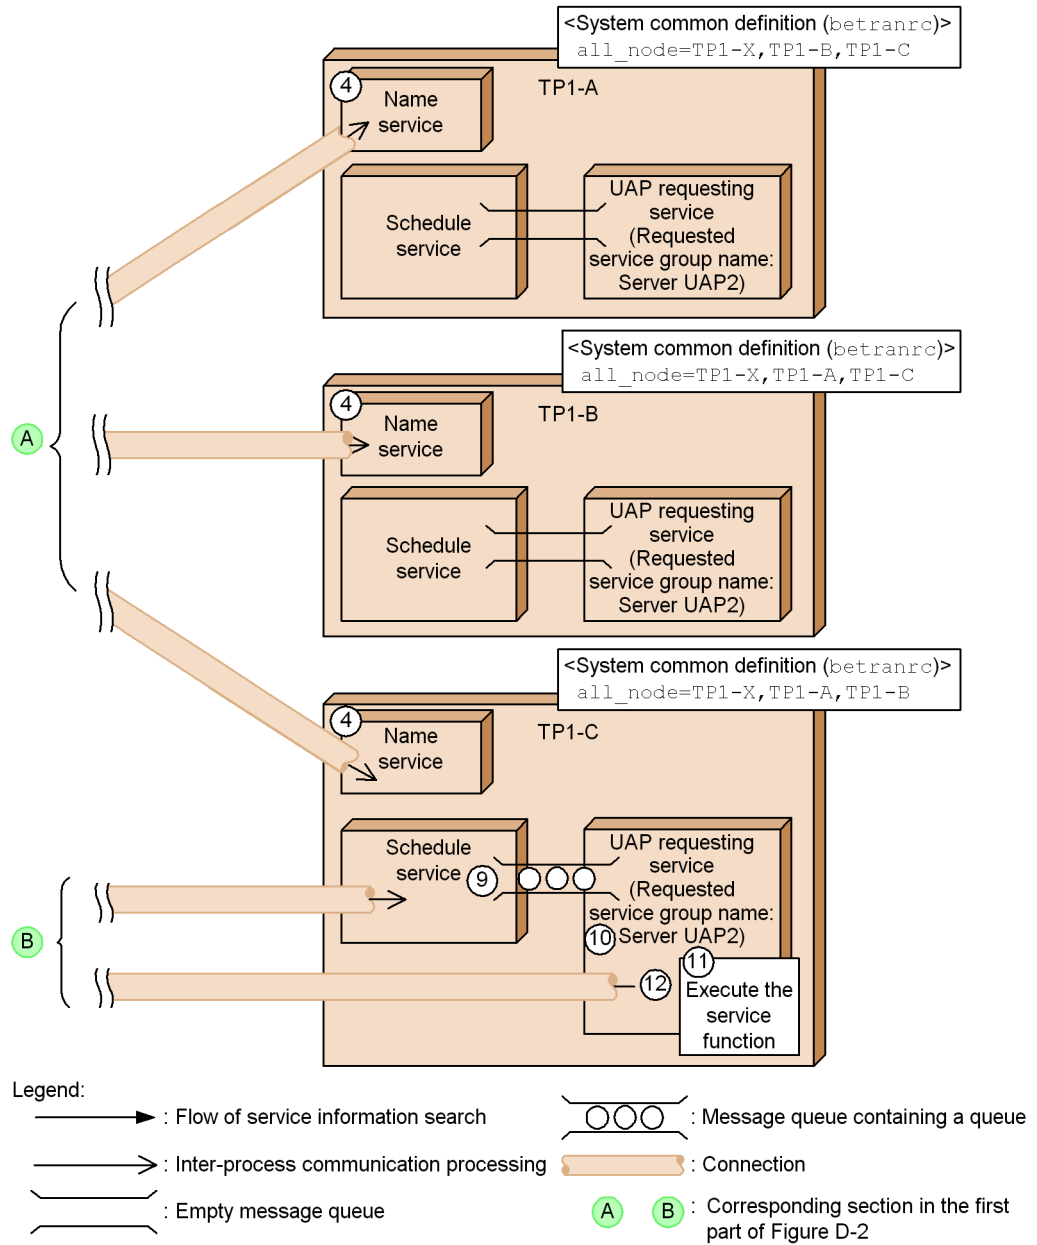 <System common definition (betranrc)>
all_node=TP1-X,TP1-B,TP1-C
TP1-A
4
Name
service
Schedule
service
UAP requesting
service
(Requested
service group name:
Server UAP2)
<System common definition (betranrc)>
all_node=TP1-X,TP1-A,TP1-C
TP1-B
4
Name
service
A
Schedule
service
UAP requesting
service
(Requested
service group name:
Server UAP2)
<System common definition (betranrc)>
all_node=TP1-X,TP1-A,TP1-B
TP1-C
4
Name
service
Schedule
service
9
UAP requesting
service
(Requested
service group name:
Server UAP2)
10
B
11
12
Execute the
service
function
Legend:
: Flow of service information search
: Message queue containing a queue
: Inter-process communication processing
: Connection
: Empty message queue
A B : Corresponding section in the first
part of Figure D-2